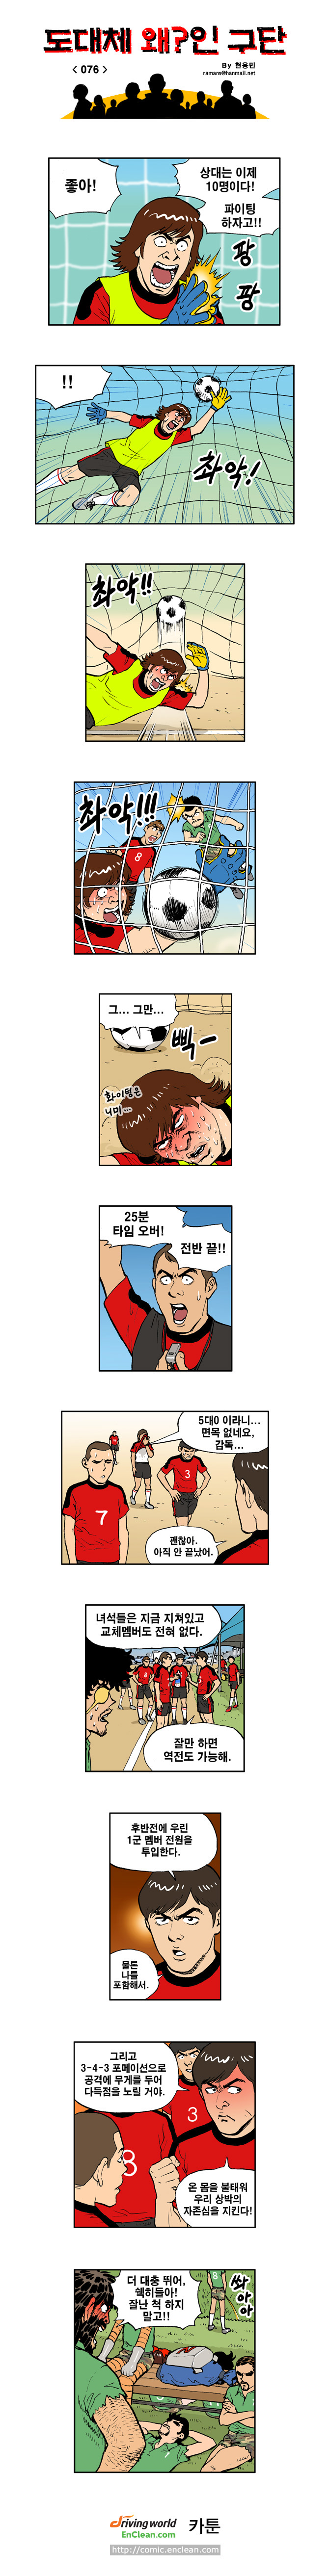 도대체 왜?인 구단
< 076 >
By 현용민
ramans@hanmail.net
좋아!
상대는 이제
10명이다!
파이팅
하자고!!
팡
팡
!!
촤악!
촤악!!
촤악!!!
8
그... 그만...
삑-
화이팅은
니미...
25분
타임 오버!
전반 끝!!
5대0 이라니...
면목 없네요,
감독...
3
7
괜찮아.
아직 안 끝났어.
녀석들은 지금 지쳐있고
교체멤버도 전혀 없다.
잘만 하면
역전도 가능해.
후반전에 우린
1군 멤버 전원을
투입한다.
물론
나를
포함해서.
그리고
3-4-3 포메이션으로
공격에 무게를 두어
다득점을 노릴 거야.
3
8
온 몸을 불태워
우리 상박의
자존심을 지킨다!
더 대충 뛰어,
쉑히들아!
잘난 척 하지
말고!!
8
쏴
아
아
drivingworld
EnClean.com
카툰
http://comic.enclean.com